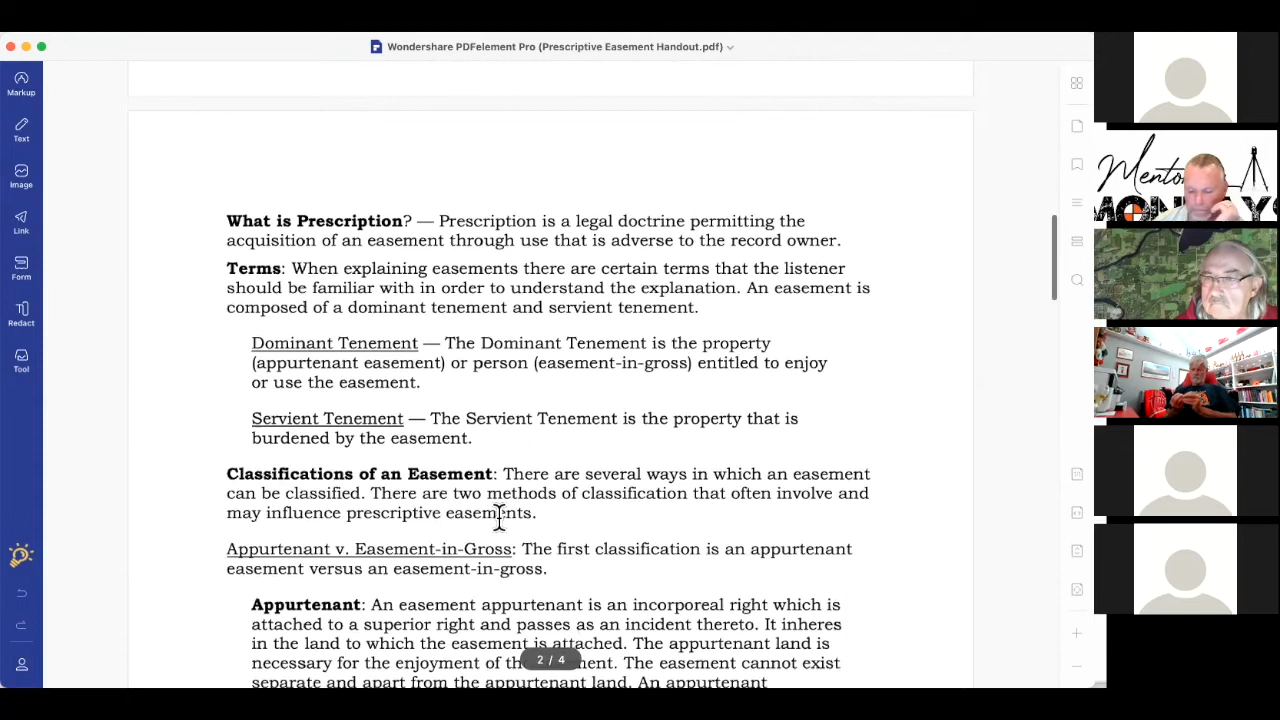 Wondershare PDFelement Pro (Prescriptive Easement Handout.pdf)
Markup
Text
Image
Link
Form
Redact
Tool
What is Prescription? — Prescription is a legal doctrine permitting the
acquisition of an easement through use that is adverse to the record owner.
Terms: When explaining easements there are certain terms that the listener
should be familiar with in order to understand the explanation. An easement is
composed of a dominant tenement and servient tenement.
Dominant Tenement — The Dominant Tenement is the property
(appurtenant easement) or person (easement-in-gross) entitled to enjoy
or use the easement.
Servient Tenement — The Servient Tenement is the property that is
burdened by the easement.
Classifications of an Easement: There are several ways in which an easement
can be classified. There are two methods of classification that often involve and
may influence prescriptive easements.
Appurtenant v. Easement-in-Gross: The first classification is an appurtenant
easement versus an easement-in-gross.
Appurtenant: An easement appurtenant is an incorporeal right which is
attached to a superior right and passes as an incident thereto. It inheres
in the land to which the easement is attached. The appurtenant land is
necessary for the enjoyment of the The easement cannot exist
separate and apart from the appurtenant land. An appurtenant
2 / 4